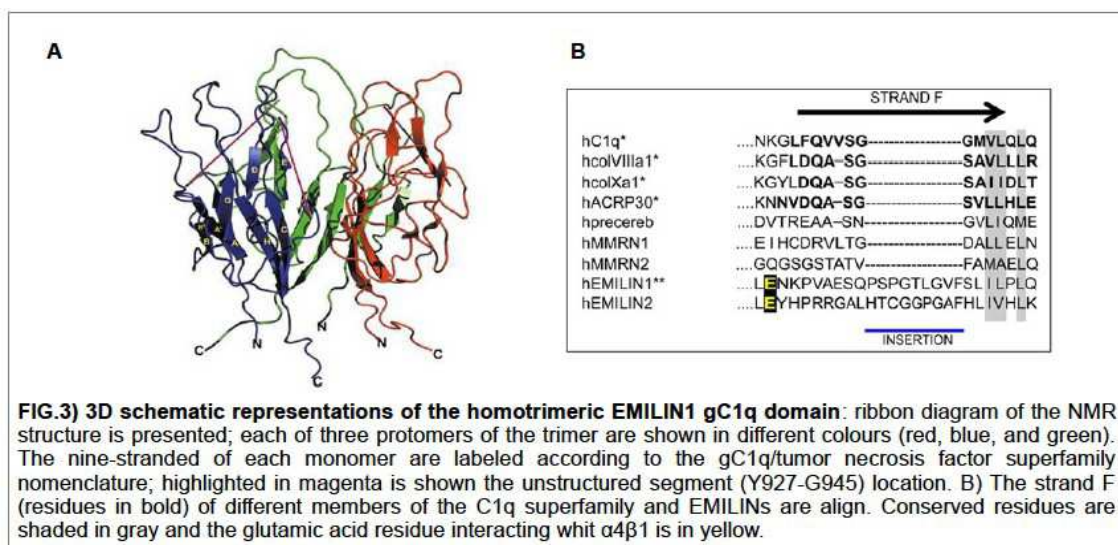 A
B
STRAND F
hC1q* ....NKGLFQVVSG-----------------GMVLQLQ
hcolVIIIa1* ....KGFLDQA-SG-----------------SAVLLLR
hcolXa1* ....KGYLDQA-SG-----------------SAIIDLT
hACRP30* ....KNNVDQA-SG-----------------SVLLHLE
hprecereb ....DVTREAA-SN-----------------GVLIQME
hMMRN1 ....EIHCDRVLTG-----------------DALLELN
hMMRN2 ....GQGSGSTATV-----------------FAMAELQ
hEMILIN1** ....LENKPVAESQPSPGTLGVFSLILPLQ
hEMILIN2 ....LEYHPRRGALHTCGGPGAFHLIVHLK
INSERTION
G
A
B
A
H
C
C
N
C
N
N
C
FIG.3) 3D schematic representations of the homotrimeric EMILIN1 gC1q domain: ribbon diagram of the NMR
structure is presented; each of three protomers of the trimer are shown in different colours (red, blue, and green).
The nine-stranded of each monomer are labeled according to the gC1q/tumor necrosis factor superfamily
nomenclature; highlighted in magenta is shown the unstructured segment (Y927-G945) location. B) The strand F
(residues in bold) of different members of the C1q superfamily and EMILINs are align. Conserved residues are
shaded in gray and the glutamic acid residue interacting whit α4β1 is in yellow.